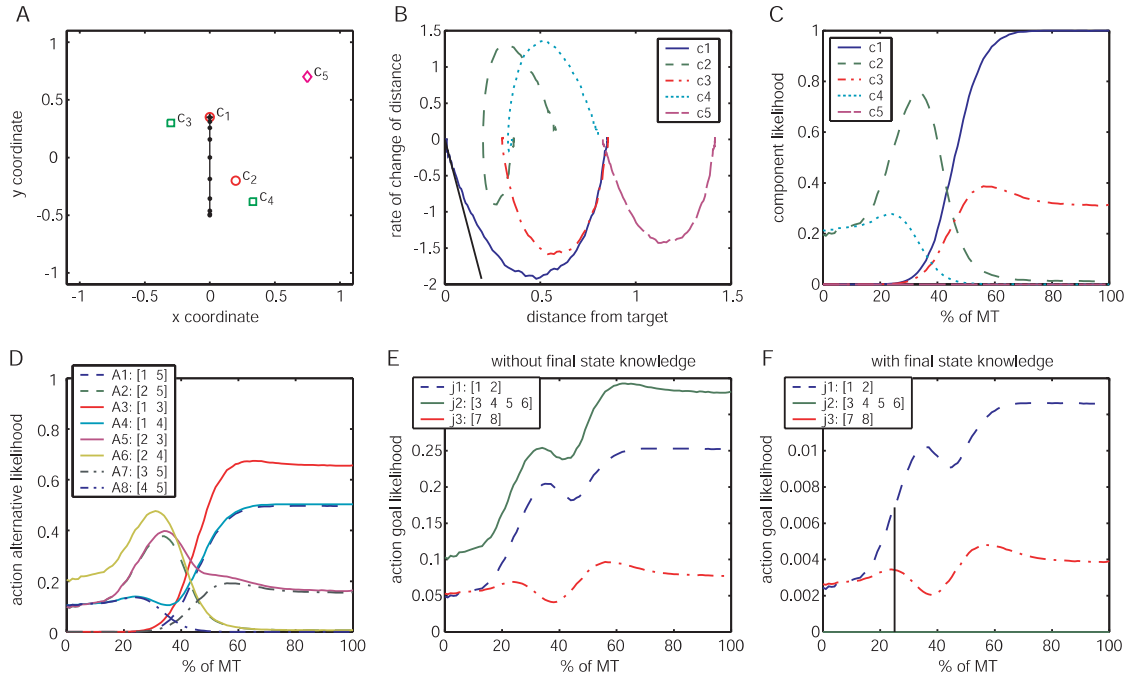 A
B
C
y coordinate
1
0.5
0
-0.5
-1
c5
c1
c3
c2
c4
-1
-0.5
0
0.5
1
x coordinate
rate of change of distance
1.5
1
0.5
0
-0.5
-1
-1.5
-2
c1
c2
c3
c4
c5
0
0.5
1
1.5
distance from target
component likelihood
1
0.8
0.6
0.4
0.2
0
c1
c2
c3
c4
c5
0
20
40
60
80
100
% of MT
D
E
without final state knowledge
F
with final state knowledge
action alternative likelihood
1
0.8
0.6
0.4
0.2
0
A1: [1 5]
A2: [2 5]
A3: [1 3]
A4: [1 4]
A5: [2 3]
A6: [2 4]
A7: [3 5]
A8: [4 5]
0
20
40
60
80
100
% of MT
action goal likelihood
0.25
0.2
0.15
0.1
0.05
0
j1: [1 2]
j2: [3 4 5 6]
j3: [7 8]
0
20
40
60
80
100
% of MT
action goal likelihood
0.01
0.008
0.006
0.004
0.002
0
j1: [1 2]
j2: [3 4 5 6]
j3: [7 8]
0
20
40
60
80
100
% of MT